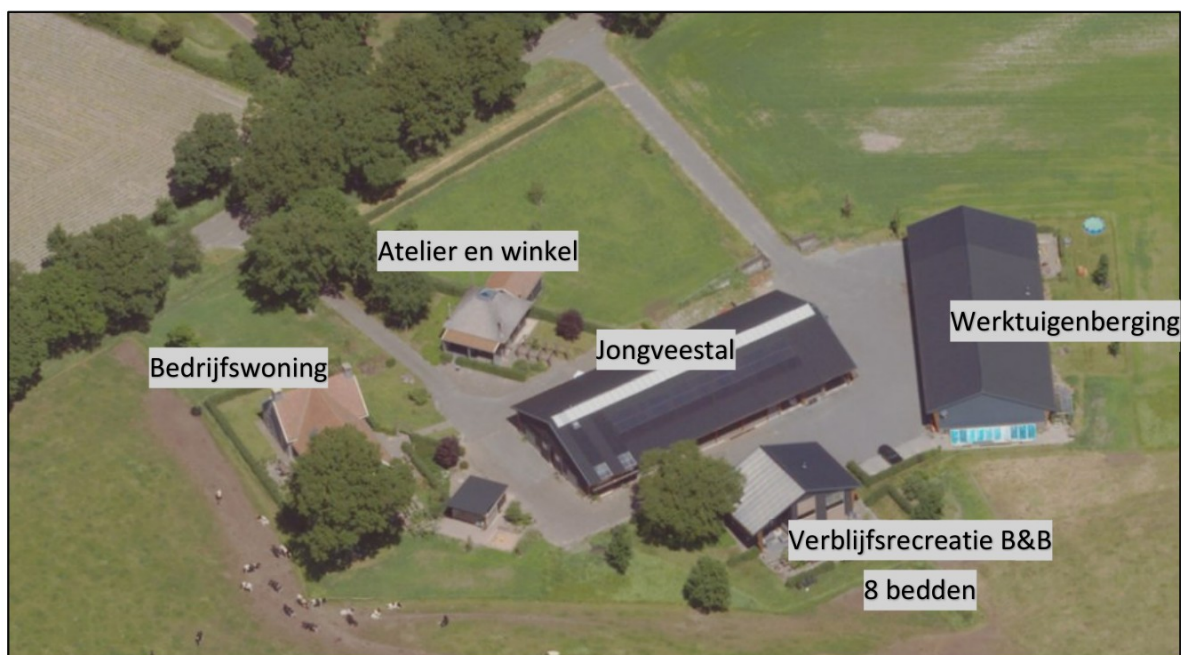 Atelier en winkel
Werktuigenberging
Jongveestal
Bedrijfswoning
Verblijfsrecreatie B&B
8 bedden